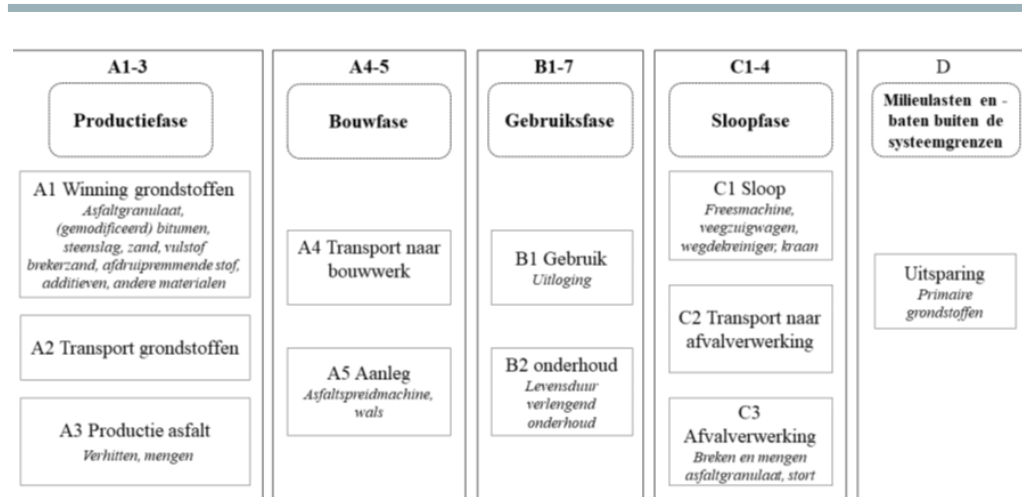 A1-3
Productiefase
A1 Winning grondstoffen
Asfaltgranulaat,
(gemodificeerd) bitumen,
steenslag, zand, vulstof
brekerzand, afdruipremmende stof,
additieven, andere materialen
A2 Transport grondstoffen
A3 Productie asfalt
Verhitten, mengen
A4-5
Bouwfase
A4 Transport naar
bouwwerk
A5 Aanleg
Asfaltspreidmachine,
wals
B1-7
Gebruiksfase
B1 Gebruik
Uitloging
B2 onderhoud
Levensduur
verlengend
onderhoud
C1-4
Sloopfase
C1 Sloop
Freesmachine,
veegzuigwagen,
wegdekreiniger, kraan
C2 Transport naar
afvalverwerking
C3
Afvalverwerking
Breken en mengen
asfaltgranulaat, stort
D
Milieulasten en -
baten buiten de
systeemgrenzen
Uitsparing
Primaire
grondstoffen